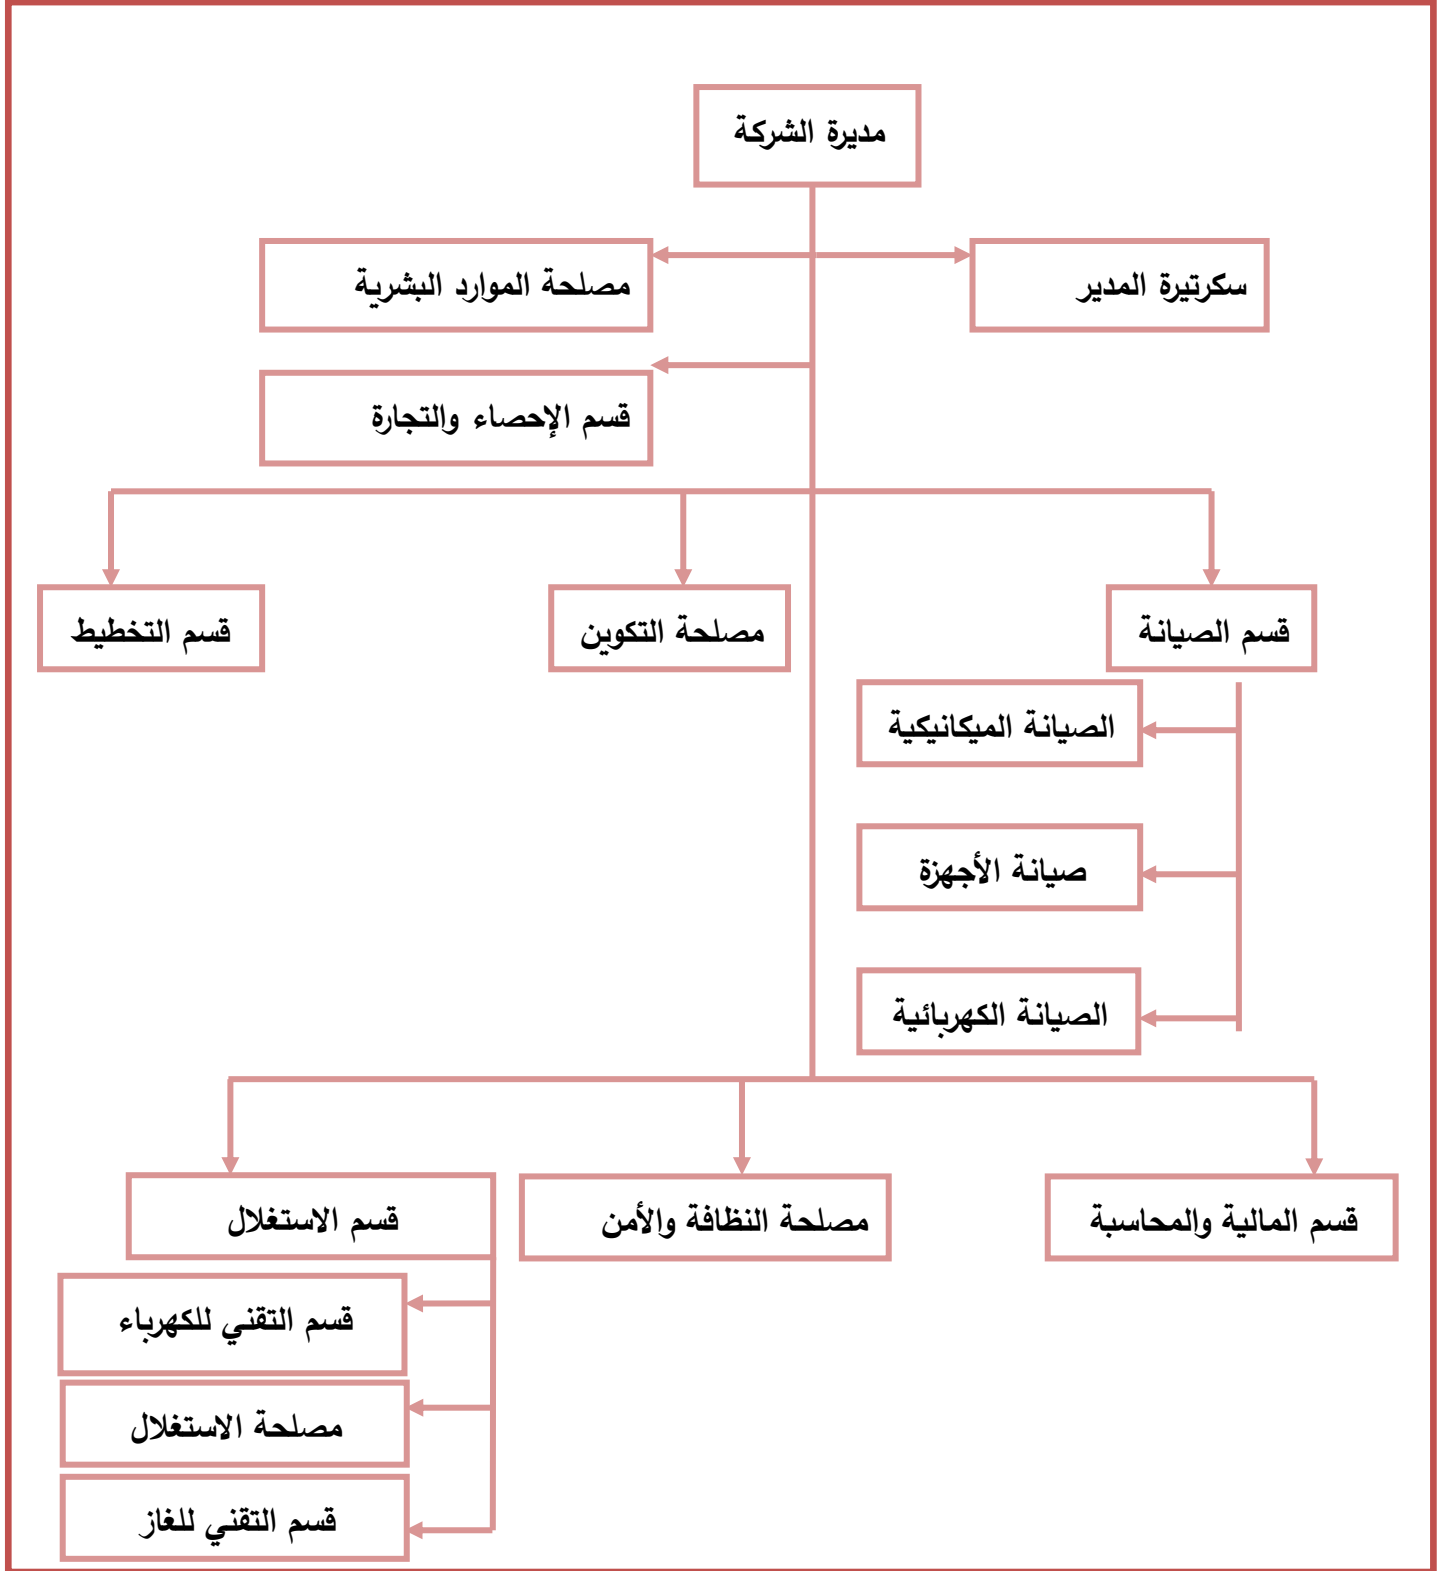 مديرة الشركة
سكرتيرة المدير
مصلحة الموارد البشرية
قسم الإحصاء والتجارة
قسم الصيانة
مصلحة التكوين
قسم التخطيط
الصيانة الميكانيكية
صيانة الأجهزة
الصيانة الكهربائية
قسم المالية والمحاسبة
مصلحة النظافة والأمن
قسم الاستغلال
قسم التقني للكهرباء
مصلحة الاستغلال
قسم التقني للغاز